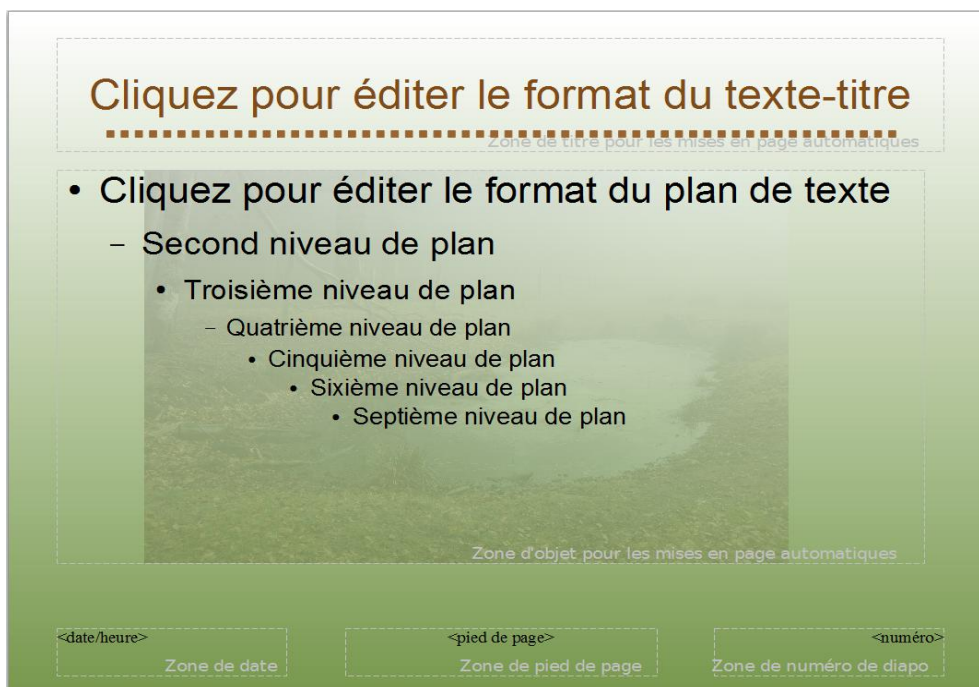 Cliquez pour éditer le format du texte-titre
Zone de titre pour les mises en page automatiques
• Cliquez pour éditer le format du plan de texte
– Second niveau de plan
• Troisième niveau de plan
– Quatrième niveau de plan
• Cinquième niveau de plan
• Sixième niveau de plan
• Septième niveau de plan
Zone d'objet pour les mises en page automatiques
<date/heure> <pied de page> <numéro>
Zone de date Zone de pied de page Zone de numéro de diapo